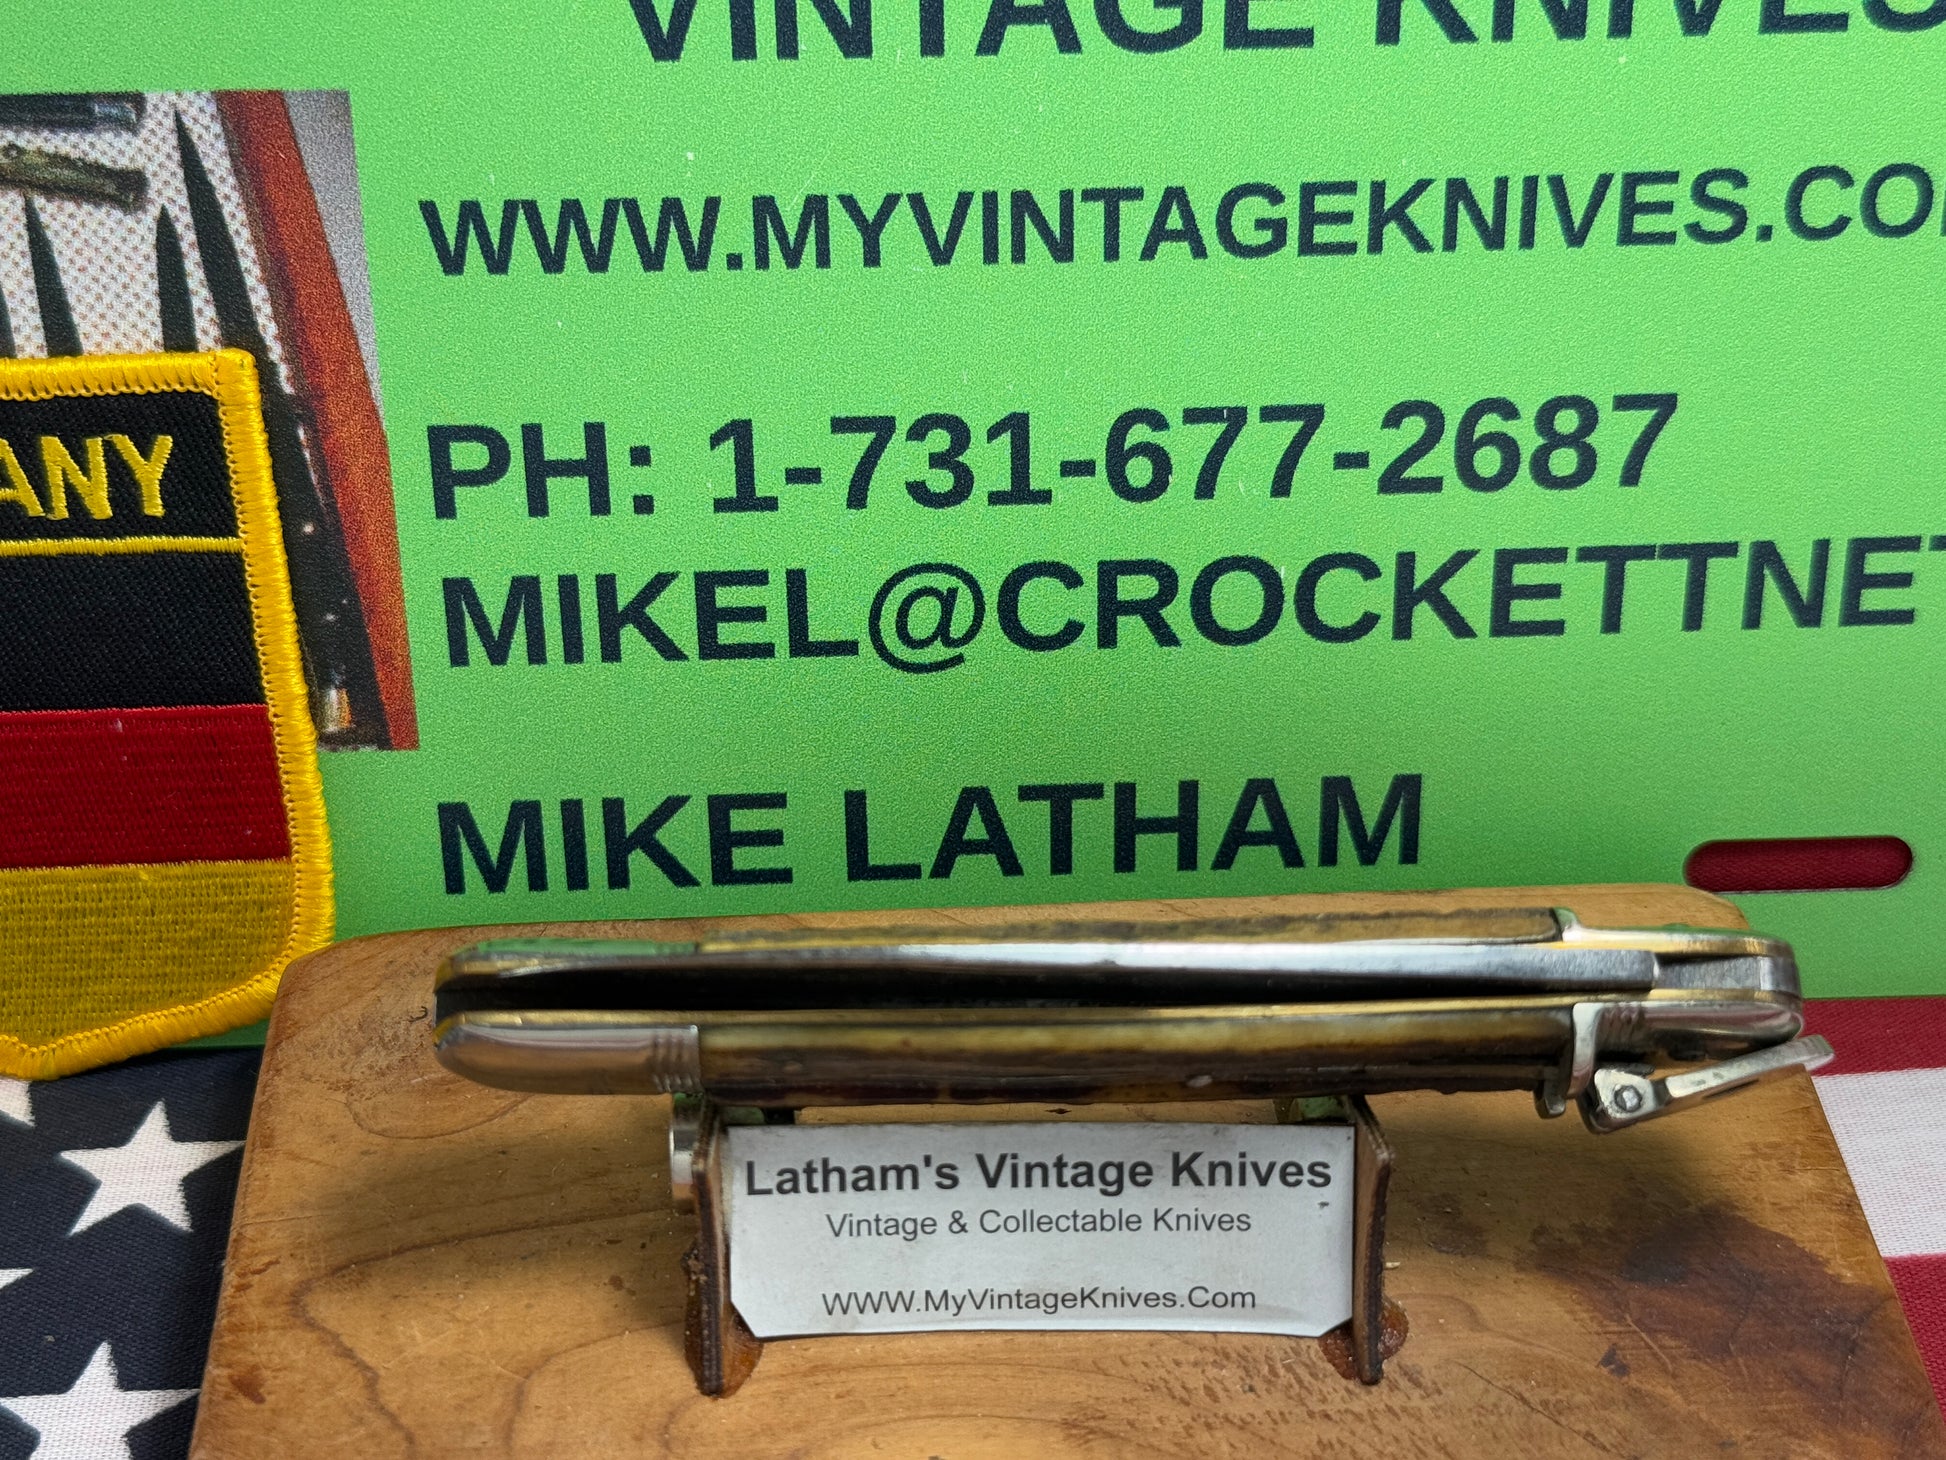 VINTAGE KNIVES
WWW.MYVINTAGEKNIVES.CO
PH: 1-731-677-2687
MIKEL@CROCKETTNET
MIKE LATHAM
ANY
Latham's Vintage Knives
Vintage & Collectable Knives
WWW.MyVintageKnives.Com